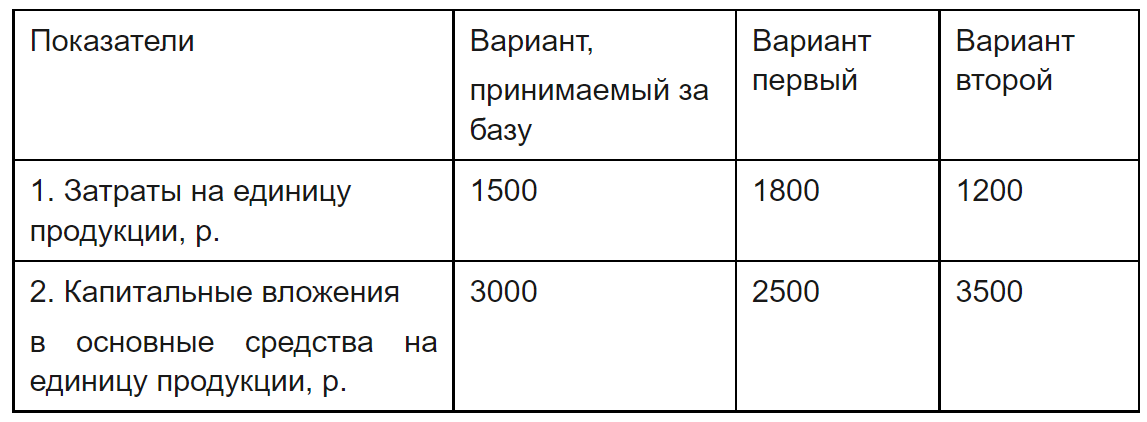 Показатели
Вариант,
принимаемый за
базу
Вариант
первый
Вариант
второй
1. Затраты на единицу
продукции, р.
1500
1800
1200
2. Капитальные вложения
в основные средства на
единицу продукции, р.
3000
2500
3500